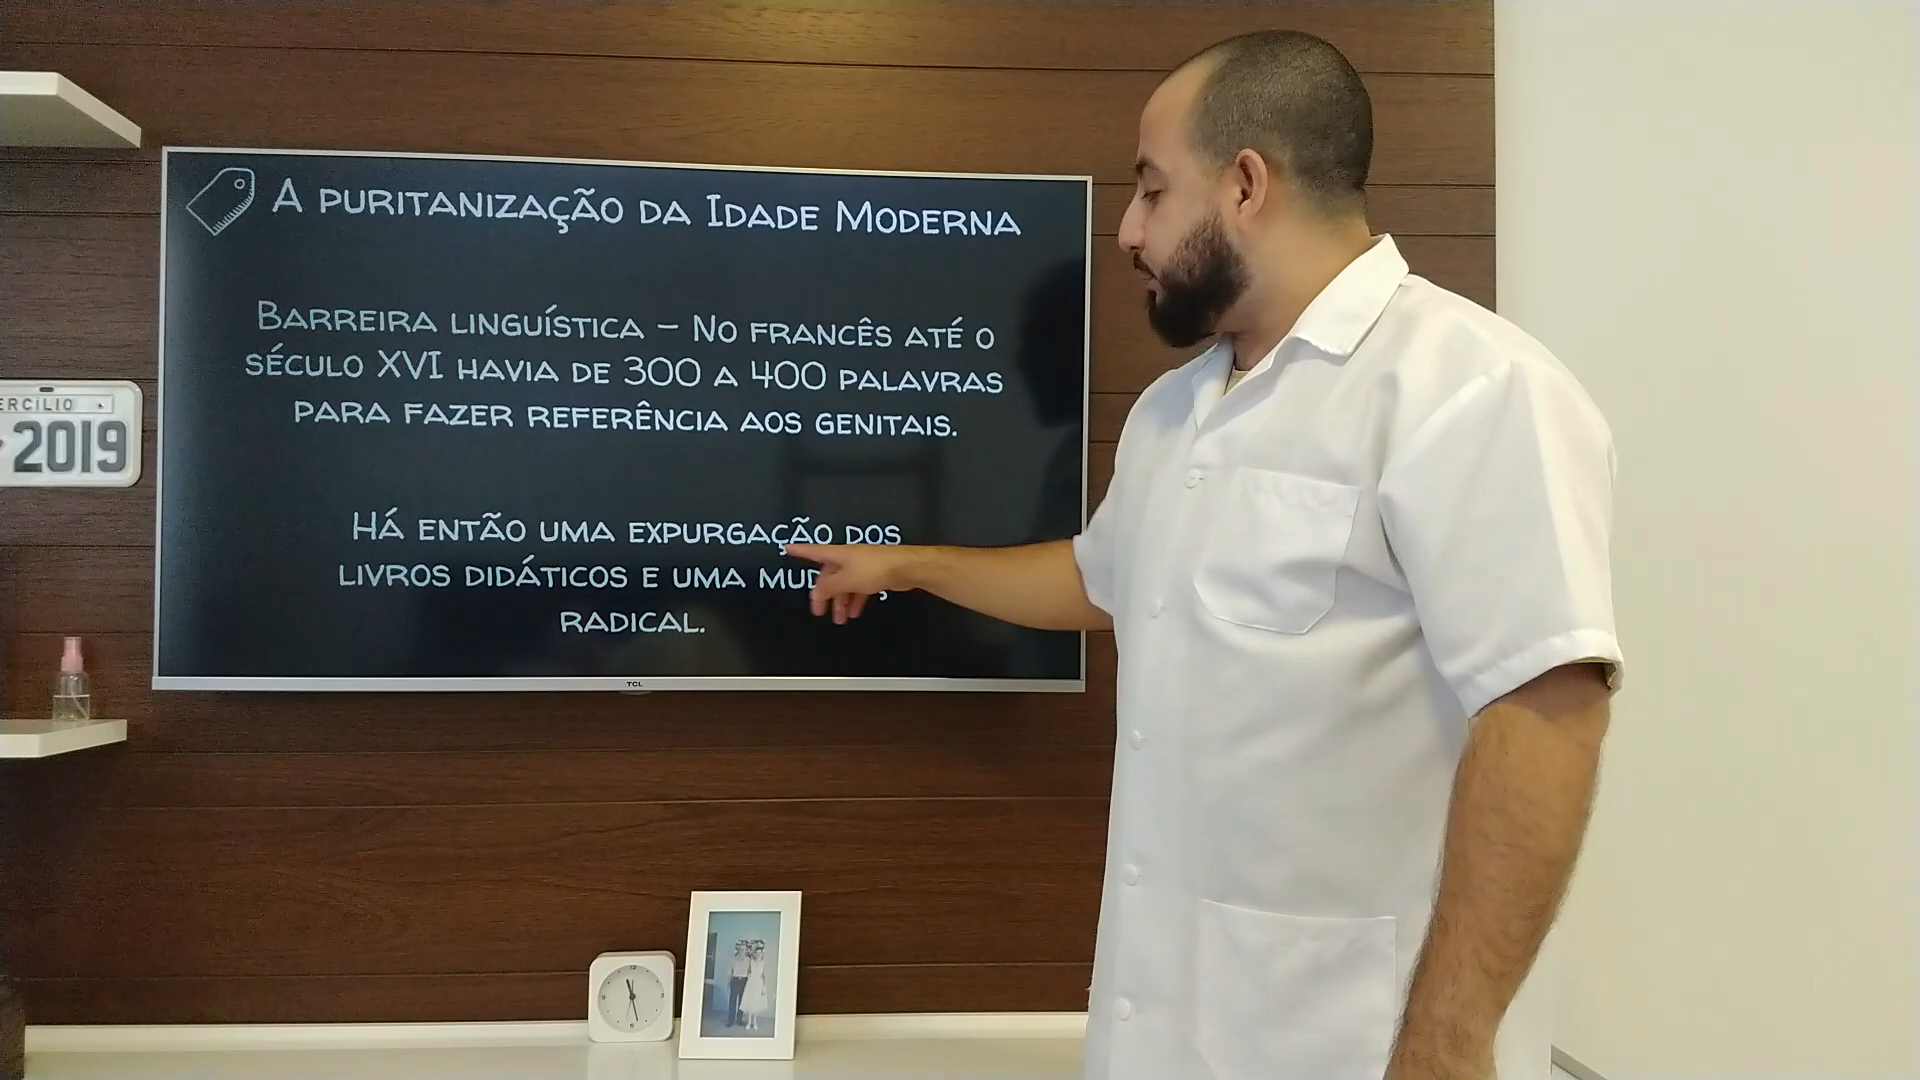 A puritanização da Idade Moderna
Barreira linguística – No francês até o
século XVI havia de 300 a 400 palavras
para fazer referência aos genitais.
Há então uma expurgação dos
livros didáticos e uma
radical.
TCL
ERCÍLIO
2019